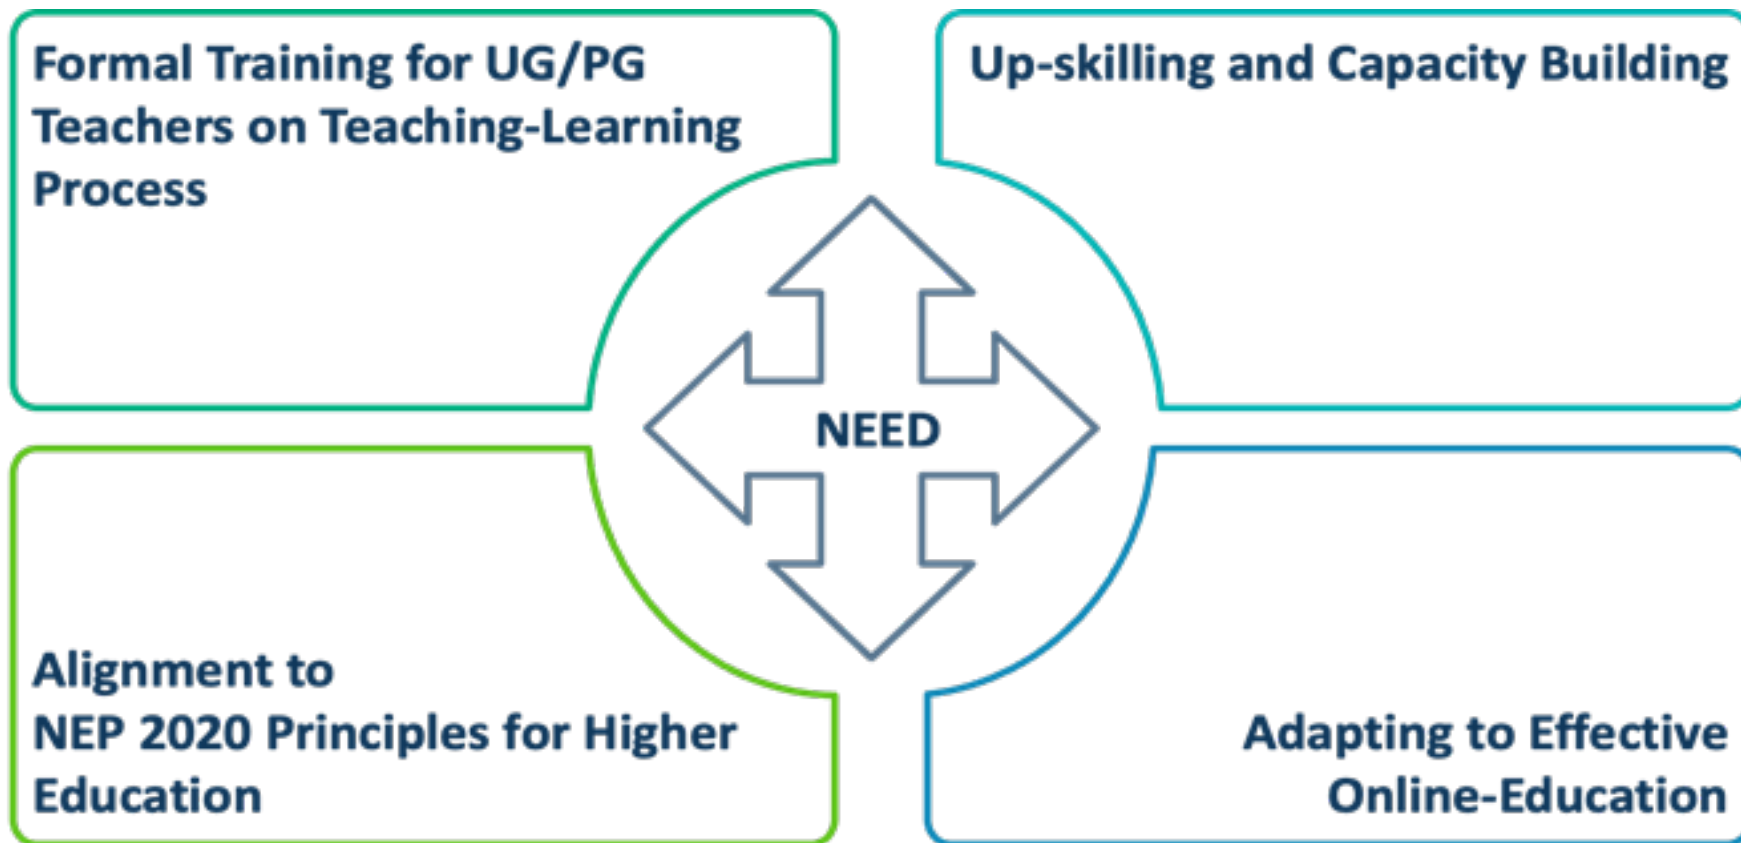 Formal Training for UG/PG
Teachers on Teaching-Learning
Process
Up-skilling and Capacity Building
NEED
Alignment to
NEP 2020 Principles for Higher
Education
Adapting to Effective
Online-Education